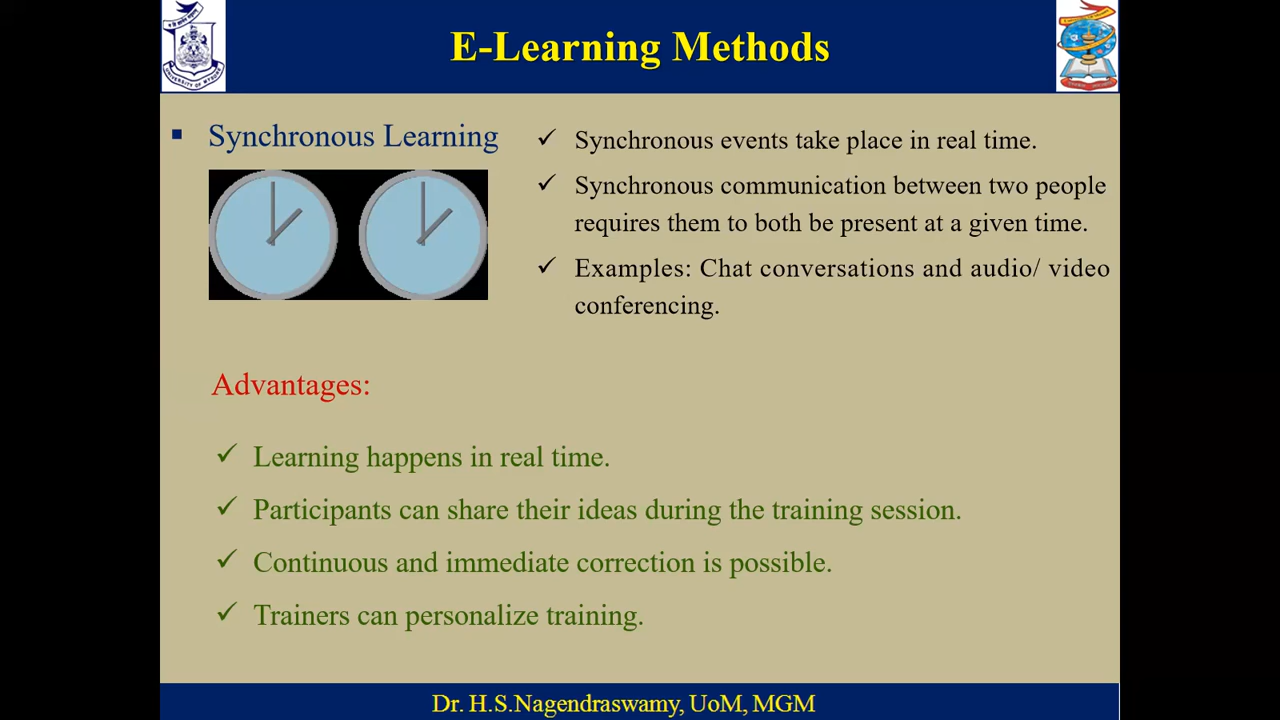 E-Learning Methods
UNIVERSITY OF MYSORE
Synchronous Learning
✓ Synchronous events take place in real time.
✓ Synchronous communication between two people
requires them to both be present at a given time.
✓ Examples: Chat conversations and audio/ video
conferencing.
Advantages:
✓ Learning happens in real time.
✓ Participants can share their ideas during the training session.
✓ Continuous and immediate correction is possible.
✓ Trainers can personalize training.
Dr. H.S.Nagendraswamy, UoM, MGM